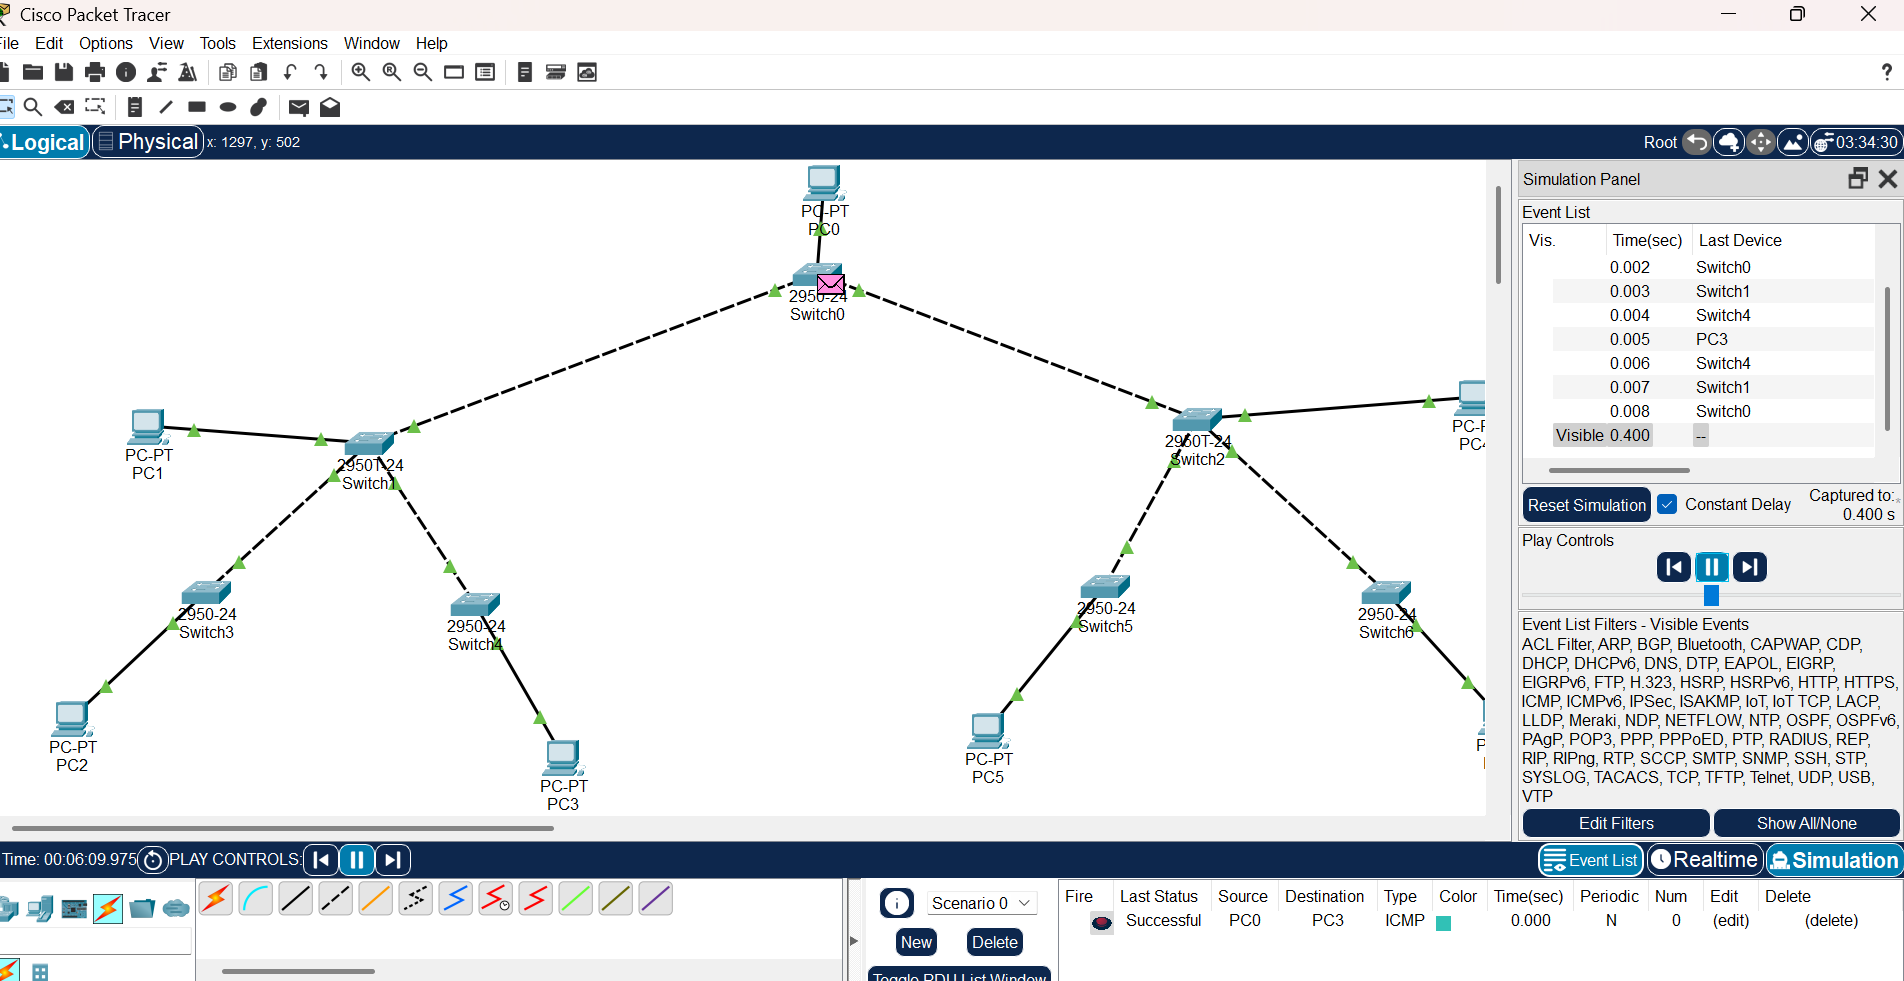 Cisco Packet Tracer
File Edit Options View Tools Extensions Window Help
?
Logical Physical x: 1297, y: 502
Root 03:34:30
PC-PT
PC0
2950-24
Switch0
PC-PT
PC1
2950T-24
Switch1
2950T-24
Switch2
PC-P
PC4
2950-24
Switch3
2950-24
Switch4
2950-24
Switch5
2950-24
Switch6
PC-PT
PC2
PC-PT
PC3
PC-PT
PC5
P
Simulation Panel
Event List
Vis. Time(sec) Last Device
0.002 Switch0
0.003 Switch1
0.004 Switch4
0.005 PC3
0.006 Switch4
0.007 Switch1
0.008 Switch0
Visible 0.400 --
Reset Simulation Constant Delay Captured to:*
0.400 s
Play Controls
Event List Filters - Visible Events
ACL Filter, ARP, BGP, Bluetooth, CAPWAP, CDP,
DHCP, DHCPv6, DNS, DTP, EAPOL, EIGRP,
EIGRPv6, FTP, H.323, HSRP, HSRPv6, HTTP, HTTPS,
ICMP, ICMPv6, IPSec, ISAKMP, IoT, IoT TCP, LACP,
LLDP, Meraki, NDP, NETFLOW, NTP, OSPF, OSPFv6,
PAgP, POP3, PPP, PPPoED, PTP, RADIUS, REP,
RIP, RIPng, RTP, SCCP, SMTP, SNMP, SSH, STP,
SYSLOG, TACACS, TCP, TFTP, Telnet, UDP, USB,
VTP
Edit Filters Show All/None
Time: 00:06:09.975 PLAY CONTROLS:
Event List Realtime Simulation
Scenario 0
New Delete
Toggle PDU List Window
Fire Last Status Source Destination Type Color Time(sec) Periodic Num Edit Delete
Successful PC0 PC3 ICMP 0.000 N 0 (edit) (delete)